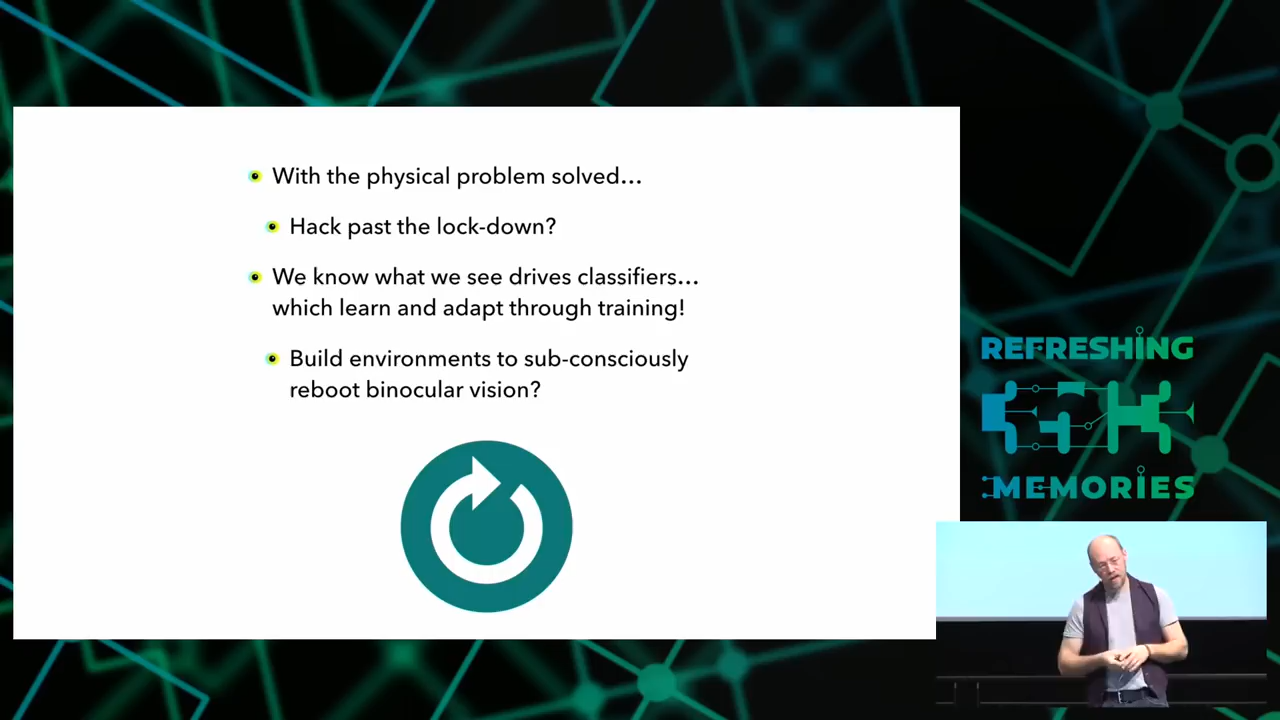 With the physical problem solved…
Hack past the lock-down?
We know what we see drives classifiers…
which learn and adapt through training!
Build environments to sub-consciously
reboot binocular vision?
REFRESHING
MEMORIES